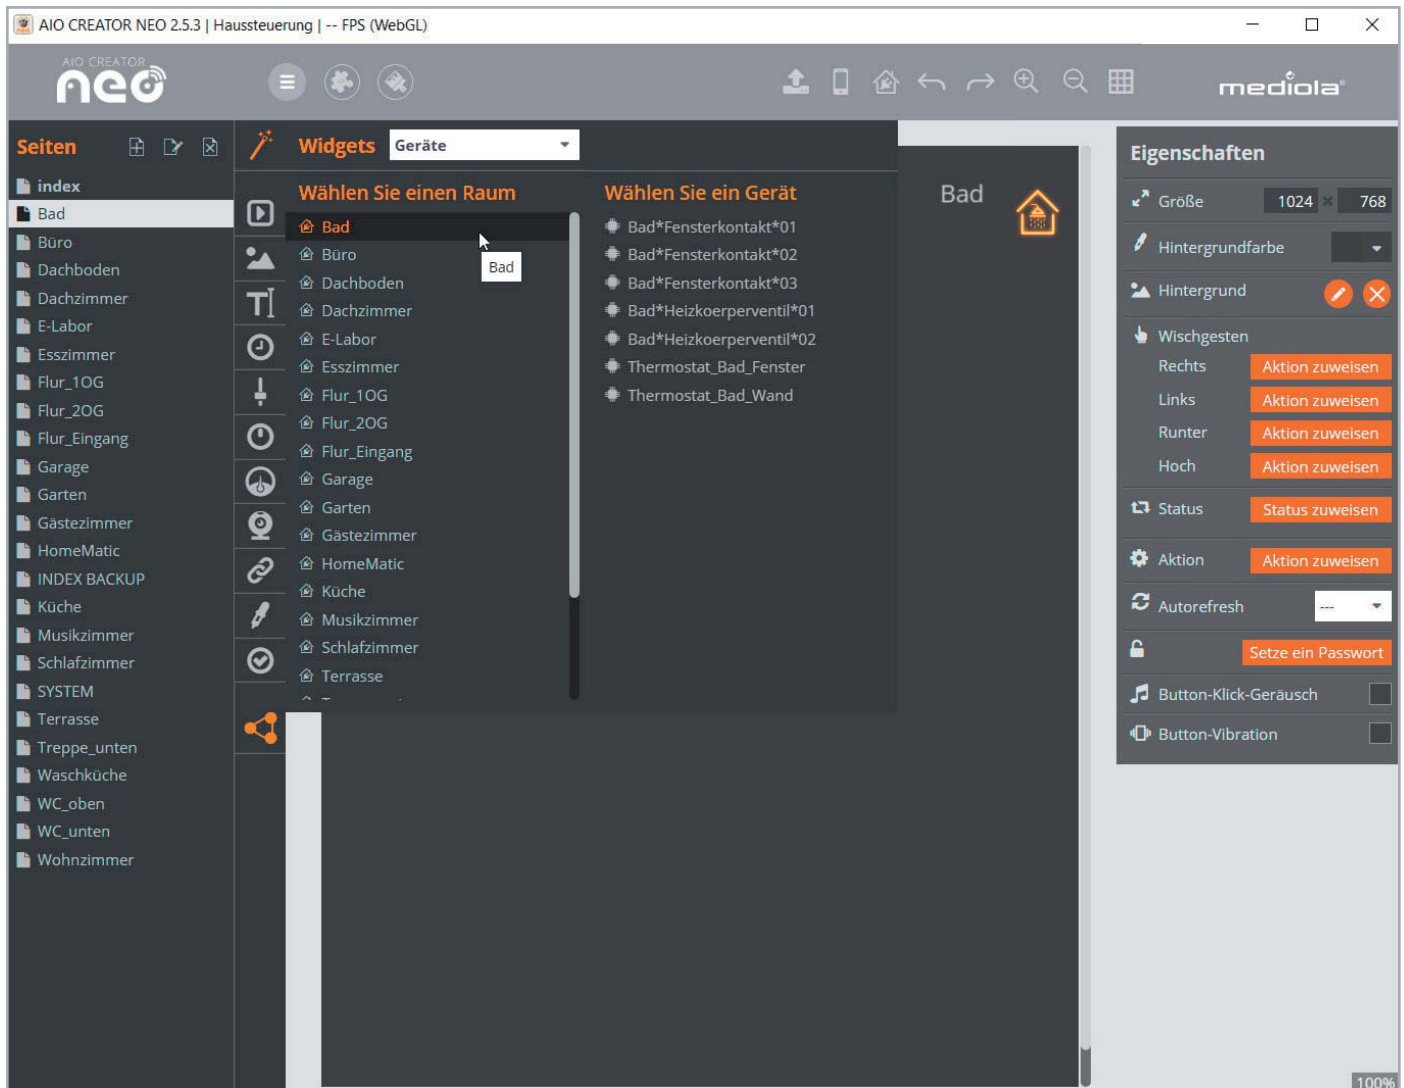 AIO CREATOR NEO 2.5.3 | Haussteuerung | -- FPS (WebGL)
AIO CREATOR
neo
mediola
Seiten
index
Bad
Büro
Dachboden
Dachzimmer
E-Labor
Esszimmer
Flur_1OG
Flur_2OG
Flur_Eingang
Garage
Garten
Gästezimmer
HomeMatic
INDEX BACKUP
Küche
Musikzimmer
Schlafzimmer
SYSTEM
Terrasse
Treppe_unten
Waschküche
WC_oben
WC_unten
Wohnzimmer
Widgets Geräte
Wählen Sie einen Raum
Bad
Bad
Büro
Dachboden
Dachzimmer
E-Labor
Esszimmer
Flur_1OG
Flur_2OG
Flur_Eingang
Garage
Garten
Gästezimmer
HomeMatic
Küche
Musikzimmer
Schlafzimmer
Terrasse
Wählen Sie ein Gerät
Bad*Fensterkontakt*01
Bad*Fensterkontakt*02
Bad*Fensterkontakt*03
Bad*Heizkoerperventil*01
Bad*Heizkoerperventil*02
Thermostat_Bad_Fenster
Thermostat_Bad_Wand
Bad
Eigenschaften
Größe 1024 × 768
Hintergrundfarbe
Hintergrund
Wischgesten
Rechts Aktion zuweisen
Links Aktion zuweisen
Runter Aktion zuweisen
Hoch Aktion zuweisen
Status Status zuweisen
Aktion Aktion zuweisen
Autorefresh ---
Setze ein Passwort
Button-Klick-Geräusch
Button-Vibration
100%